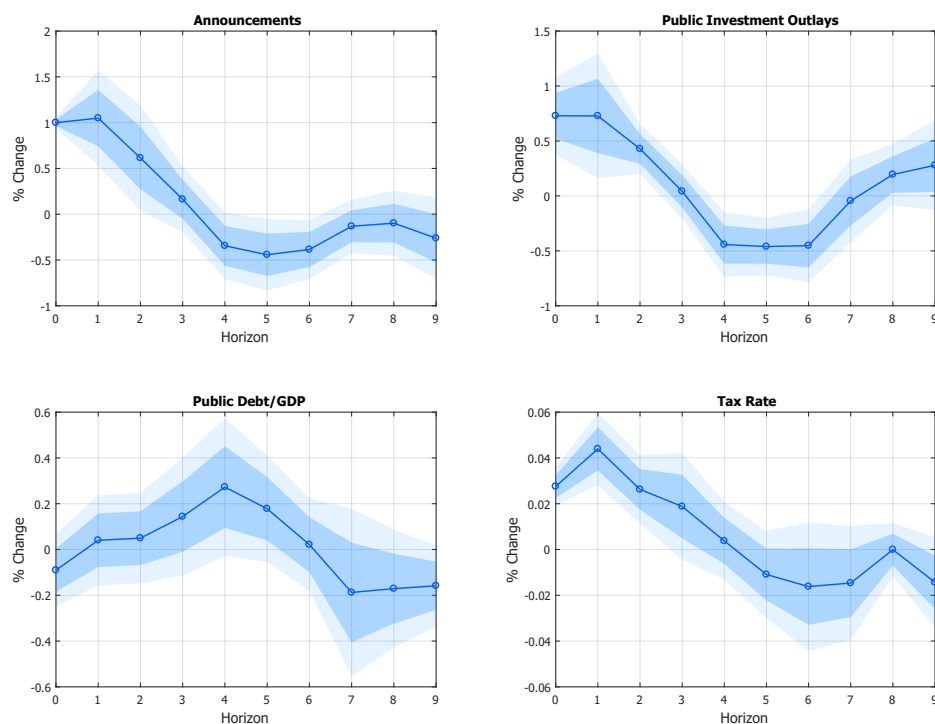 Announcements
2
1.5
1
0.5
0
-0.5
-1
% Change
0 1 2 3 4 5 6 7 8 9
Horizon
Public Investment Outlays
1.5
1
0.5
0
-0.5
-1
% Change
0 1 2 3 4 5 6 7 8 9
Horizon
Public Debt/GDP
0.6
0.4
0.2
0
-0.2
-0.4
-0.6
% Change
0 1 2 3 4 5 6 7 8 9
Horizon
Tax Rate
0.06
0.04
0.02
0
-0.02
-0.04
-0.06
% Change
0 1 2 3 4 5 6 7 8 9
Horizon